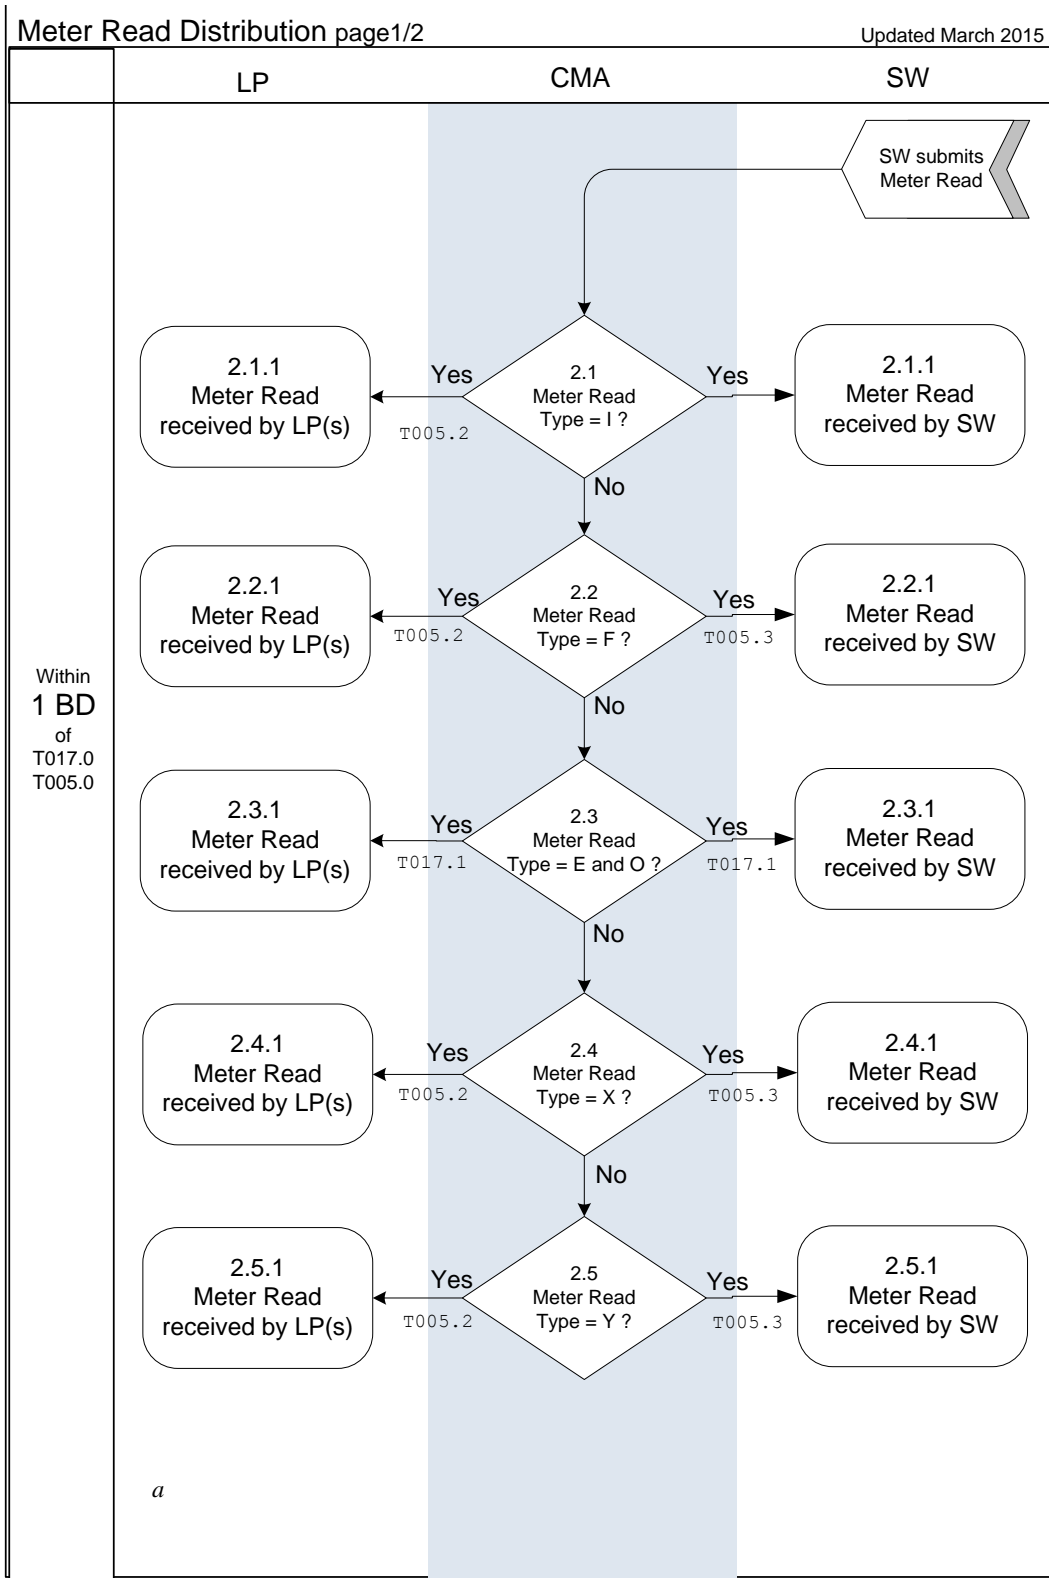 Meter Read Distribution page1/2
Updated March 2015
LP
CMA
SW
SW submits
Meter Read
Within
1 BD
of
T017.0
T005.0
2.1.1
Meter Read
received by LP(s)
Yes
T005.2
2.1
Meter Read
Type = I ?
Yes
2.1.1
Meter Read
received by SW
No
2.2.1
Meter Read
received by LP(s)
Yes
T005.2
2.2
Meter Read
Type = F ?
Yes
T005.3
2.2.1
Meter Read
received by SW
No
2.3.1
Meter Read
received by LP(s)
Yes
T017.1
2.3
Meter Read
Type = E and O ?
Yes
T017.1
2.3.1
Meter Read
received by SW
No
2.4.1
Meter Read
received by LP(s)
Yes
T005.2
2.4
Meter Read
Type = X ?
Yes
T005.3
2.4.1
Meter Read
received by SW
No
2.5.1
Meter Read
received by LP(s)
Yes
T005.2
2.5
Meter Read
Type = Y ?
Yes
T005.3
2.5.1
Meter Read
received by SW
a